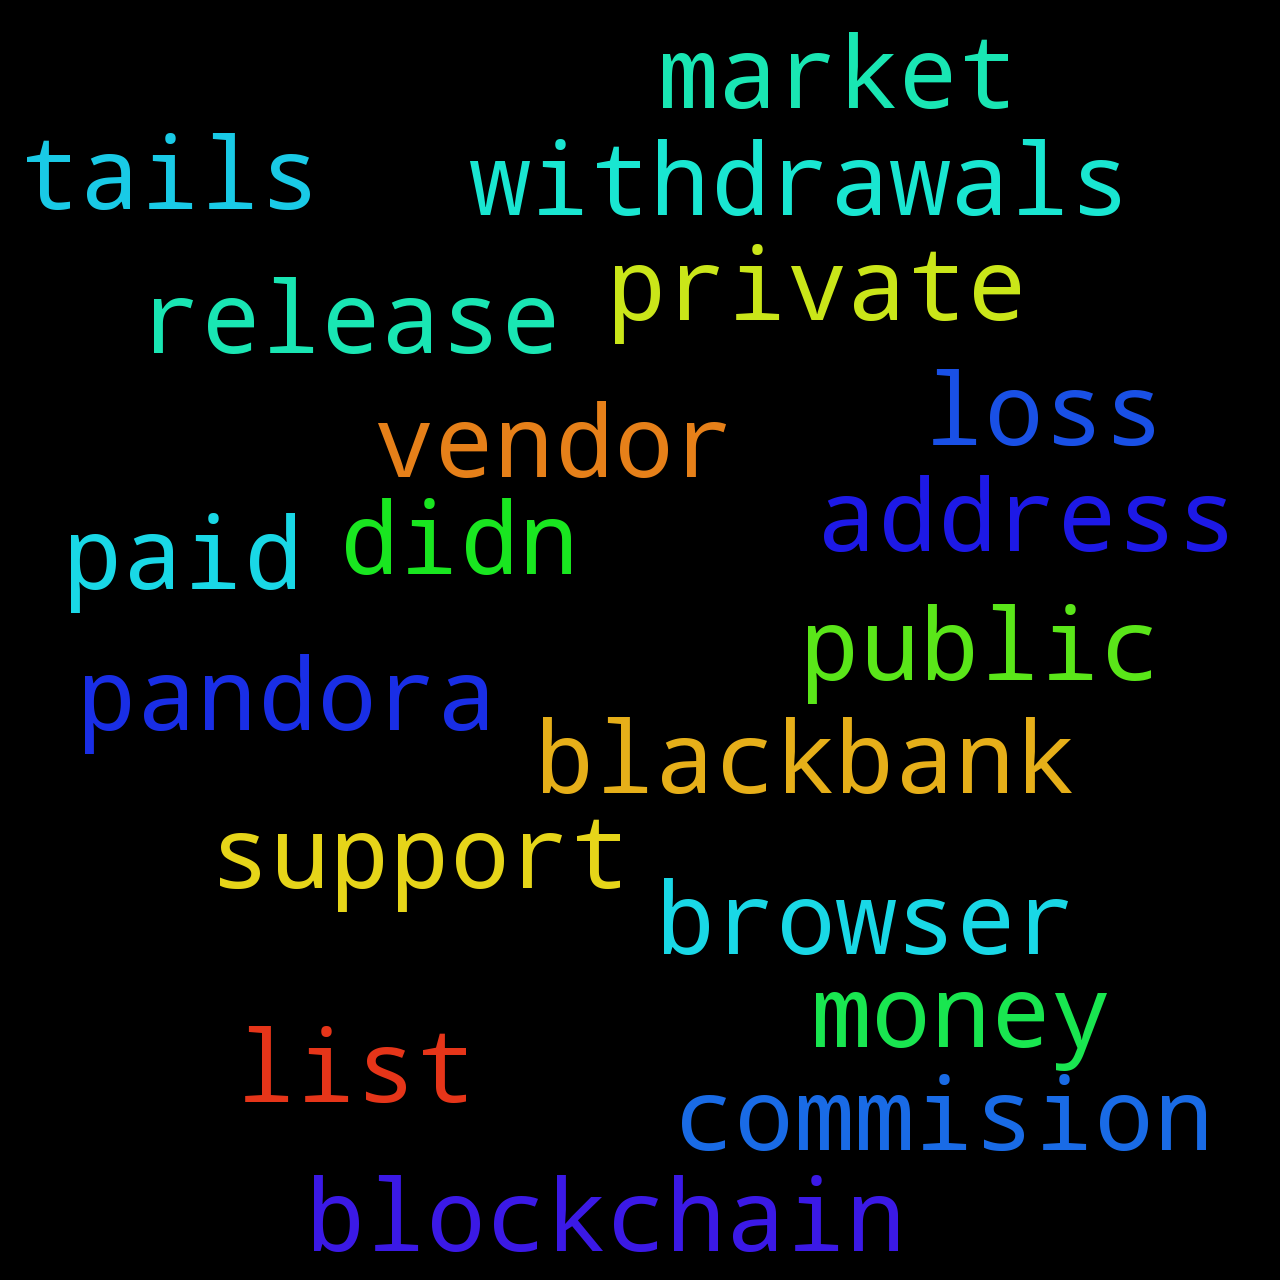 market
tails
withdrawals
private
release
loss
vendor
address
didn
paid
public
pandora
blackbank
support
browser
money
list
commision
blockchain